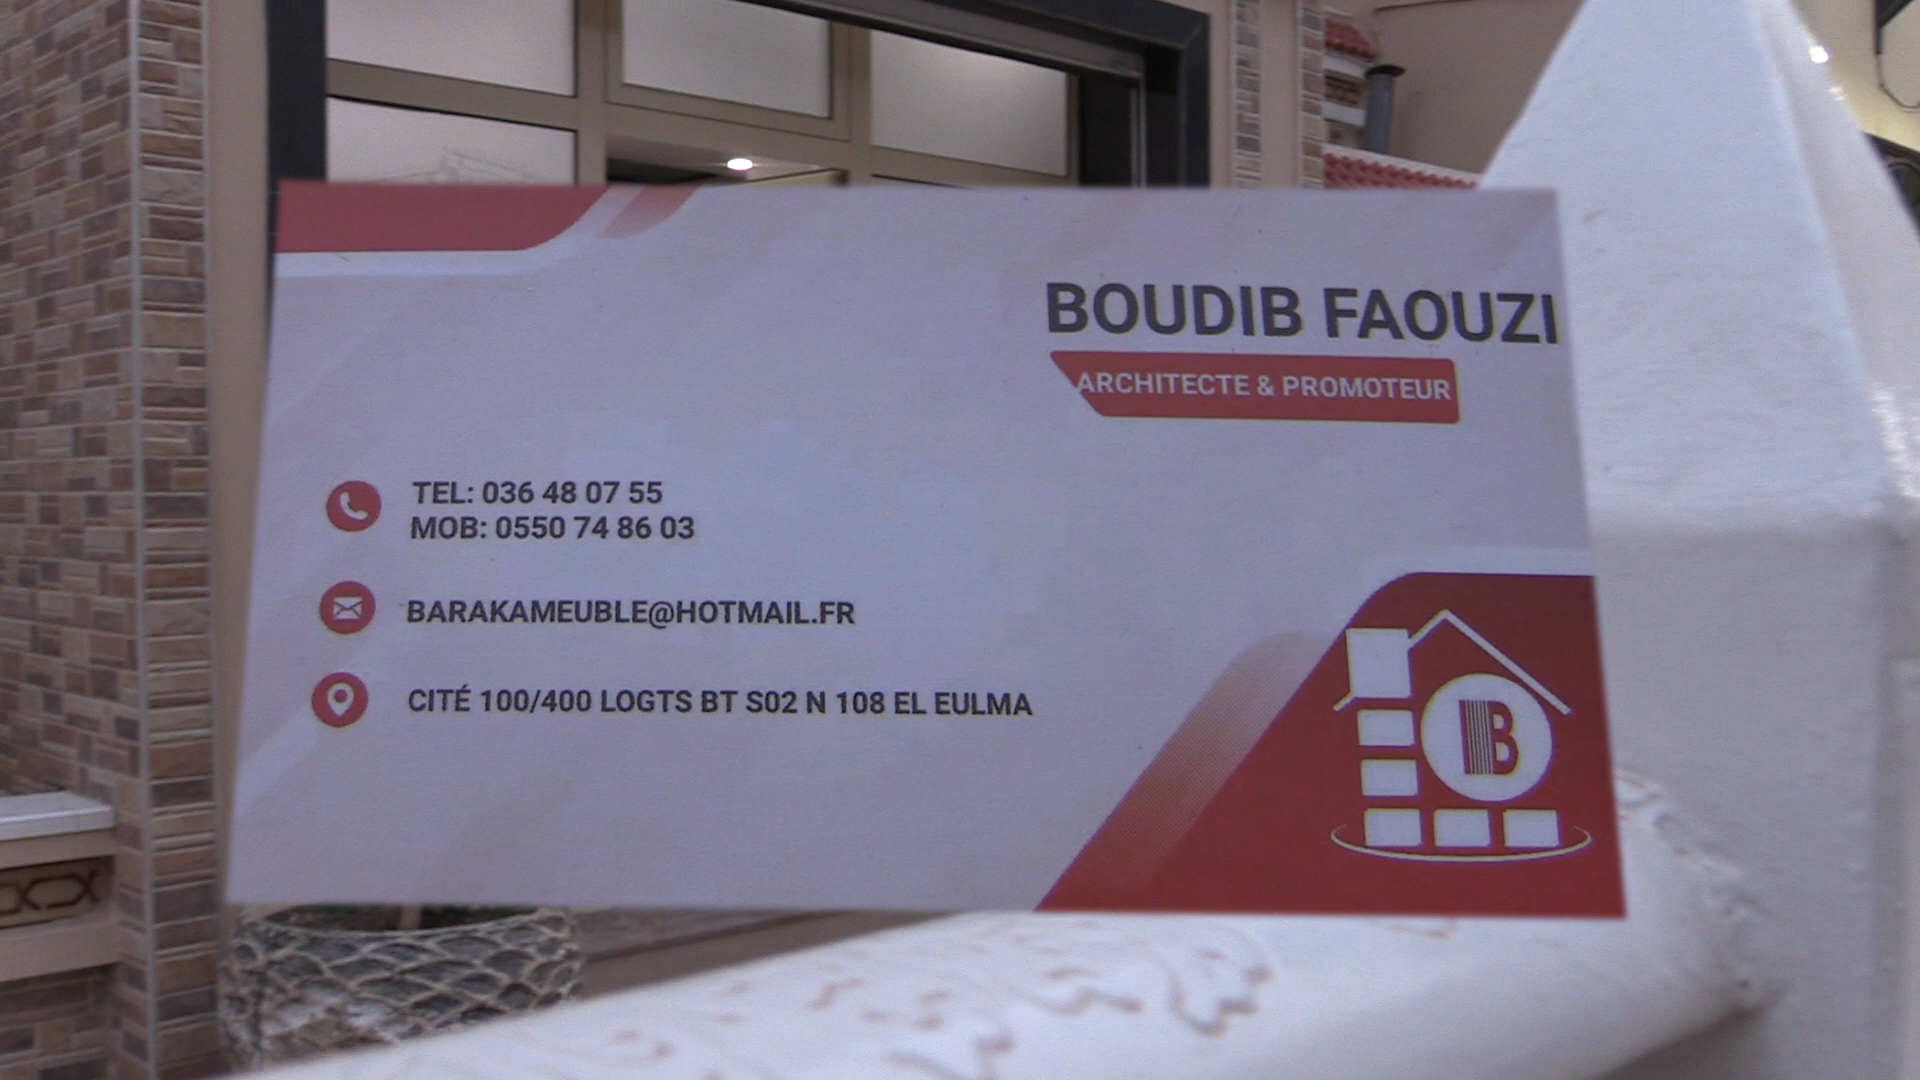 BOUDIB FAOUZI
ARCHITECTE & PROMOTEUR
TEL: 036 48 07 55
MOB: 0550 74 86 03
BARAKAMEUBLE@HOTMAIL.FR
CITÉ 100/400 LOGTS BT S02 N 108 EL EULMA
B